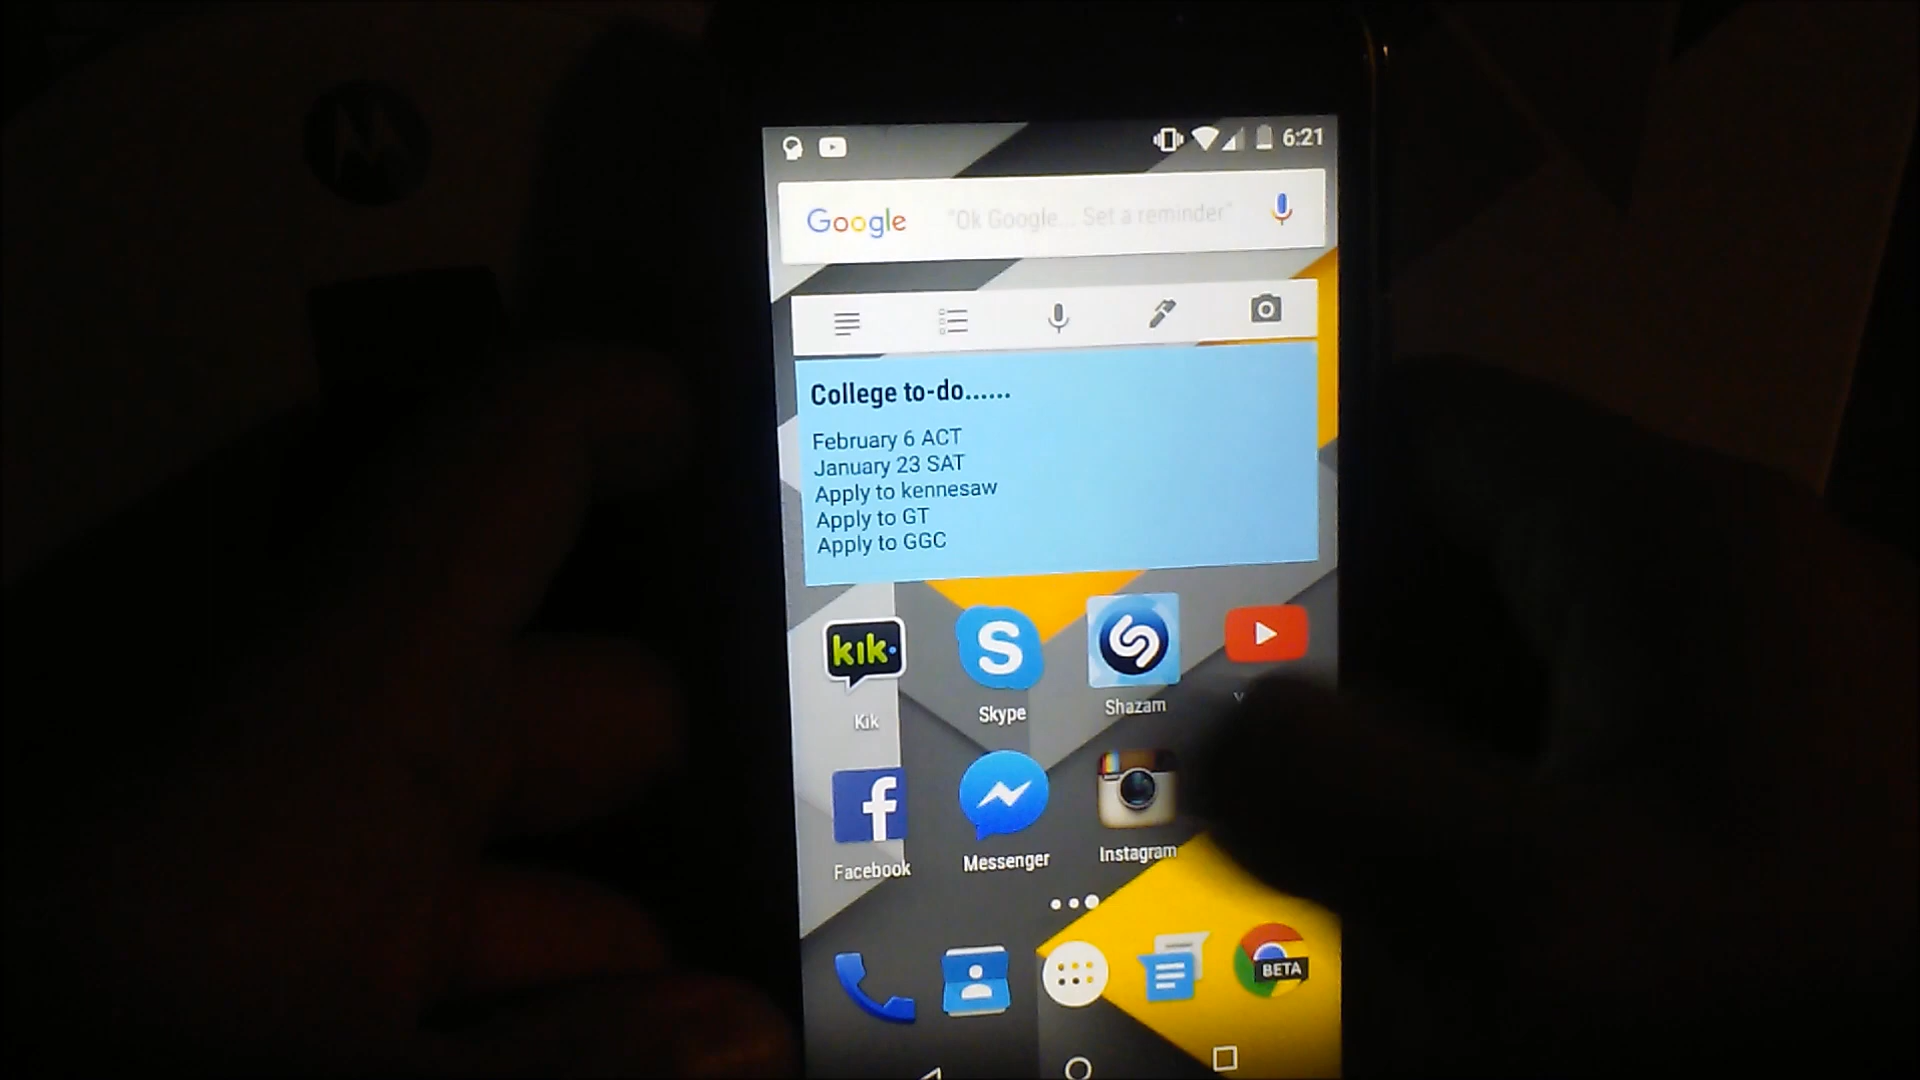 6:21
Google "Ok Google... Set a reminder"
College to-do......
February 6 ACT
January 23 SAT
Apply to kennesaw
Apply to GT
Apply to GGC
kik
Kik
Skype
Shazam
Facebook
Messenger
Instagram
BETA